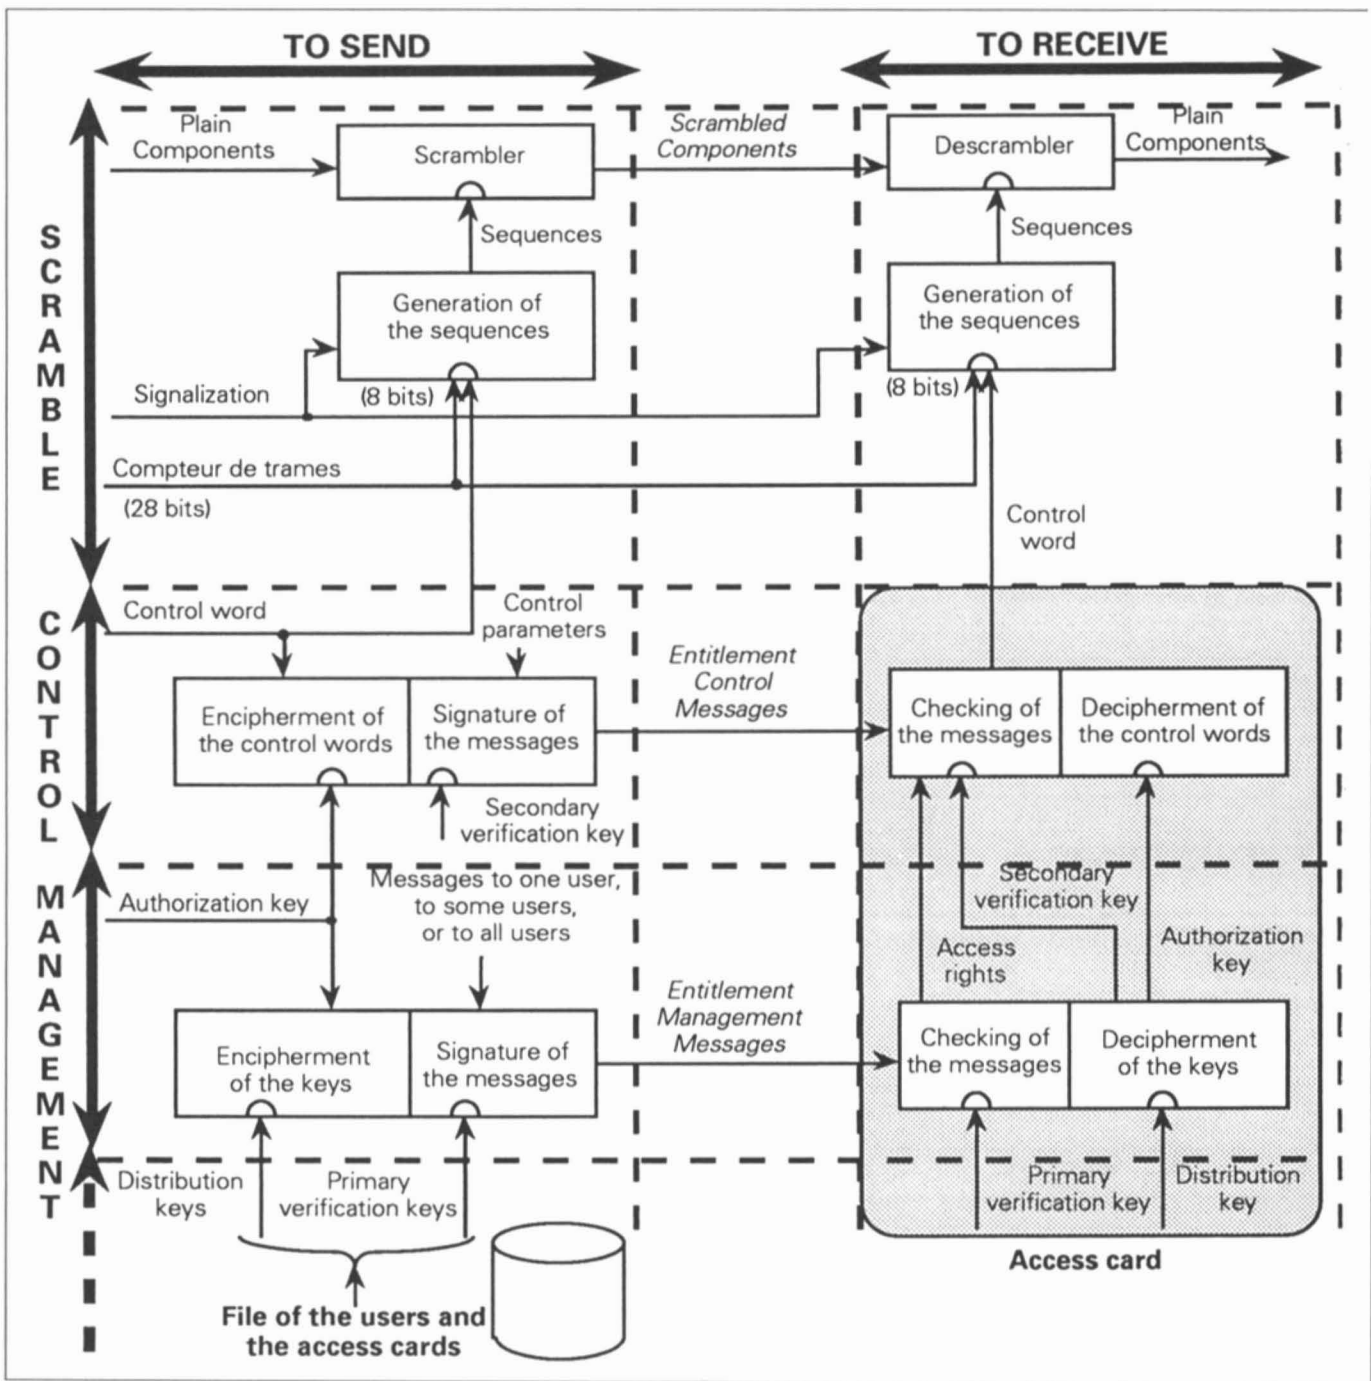 TO SEND
TO RECEIVE
SCRAMBLE
CONTROL
MANAGEMENT
Plain
Components
Scrambler
Scrambled
Components
Descrambler
Plain
Components
Sequences
Sequences
Generation of
the sequences
Generation of
the sequences
Signalization
(8 bits)
(8 bits)
Compteur de trames
(28 bits)
Control
word
Control word
Control
parameters
Encipherment of
the control words
Signature of
the messages
Entitlement
Control
Messages
Checking of
the messages
Decipherment of
the control words
Secondary
verification key
Authorization key
Messages to one user,
to some users,
or to all users
Secondary
verification key
Access
rights
Authorization
key
Encipherment
of the keys
Signature of
the messages
Entitlement
Management
Messages
Checking of
the messages
Decipherment
of the keys
Distribution
keys
Primary
verification keys
Primary
verification key
Distribution
key
File of the users and
the access cards
Access card